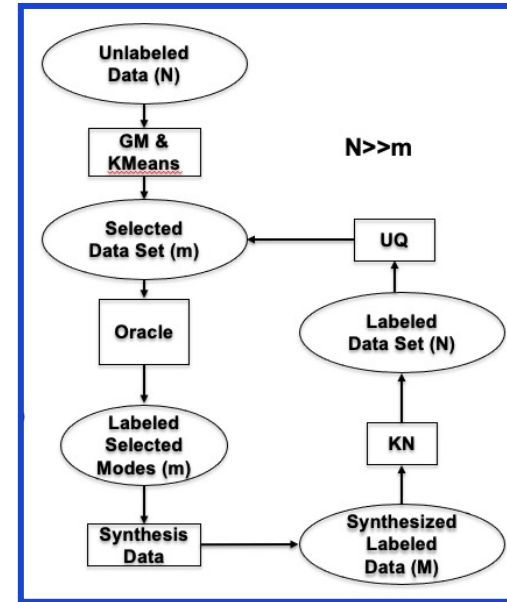 Unlabeled
Data (N)
GM &
KMeans
N>>m
Selected
Data Set (m)
UQ
Oracle
Labeled
Data Set (N)
Labeled
Selected
Modes (m)
KN
Synthesis
Data
Synthesized
Labeled
Data (M)